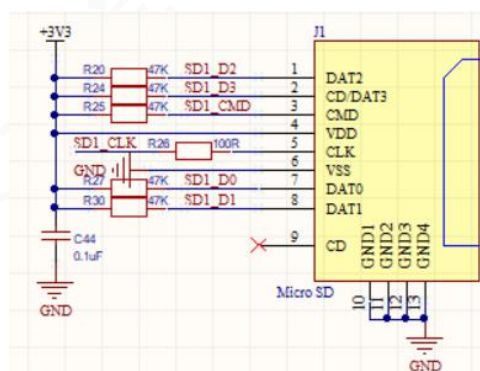 +3V3
J1
R20 47K SD1_D2 1 DAT2
R24 47K SD1_D3 2 CD/DAT3
R25 47K SD1_CMD 3 CMD
4 VDD
SD1_CLK R26 100R 5 CLK
GND 6 VSS
R27 47K SD1_D0 7 DAT0
R30 47K SD1_D1 8 DAT1
C44
0.1uF
9 CD
GND1
GND2
GND3
GND4
Micro SD
10
11
12
13
GND
GND